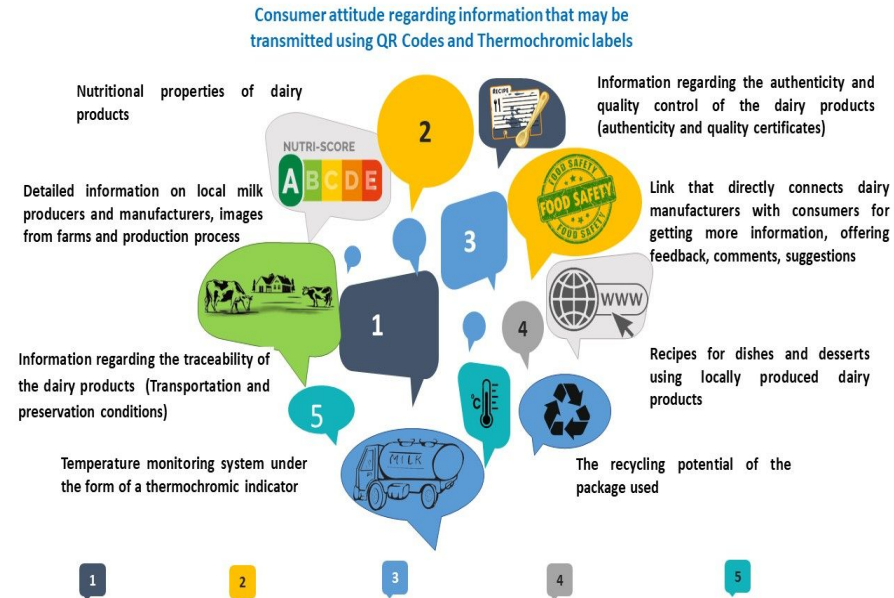 Consumer attitude regarding information that may be
transmitted using QR Codes and Thermochromic labels
Nutritional properties of dairy
products
Detailed information on local milk
producers and manufacturers, images
from farms and production process
Information regarding the traceability of
the dairy products (Transportation and
preservation conditions)
Temperature monitoring system under
the form of a thermochromic indicator
NUTRI-SCORE
A B C D E
2
RECIPE
3
FOOD SAFETY
FOOD SAFETY
FOOD SAFETY
1
4
www
5
°C
MILK
Information regarding the authenticity and
quality control of the dairy products
(authenticity and quality certificates)
Link that directly connects dairy
manufacturers with consumers for
getting more information, offering
feedback, comments, suggestions
Recipes for dishes and desserts
using locally produced dairy
products
The recycling potential of the
package used
1 2 3 4 5